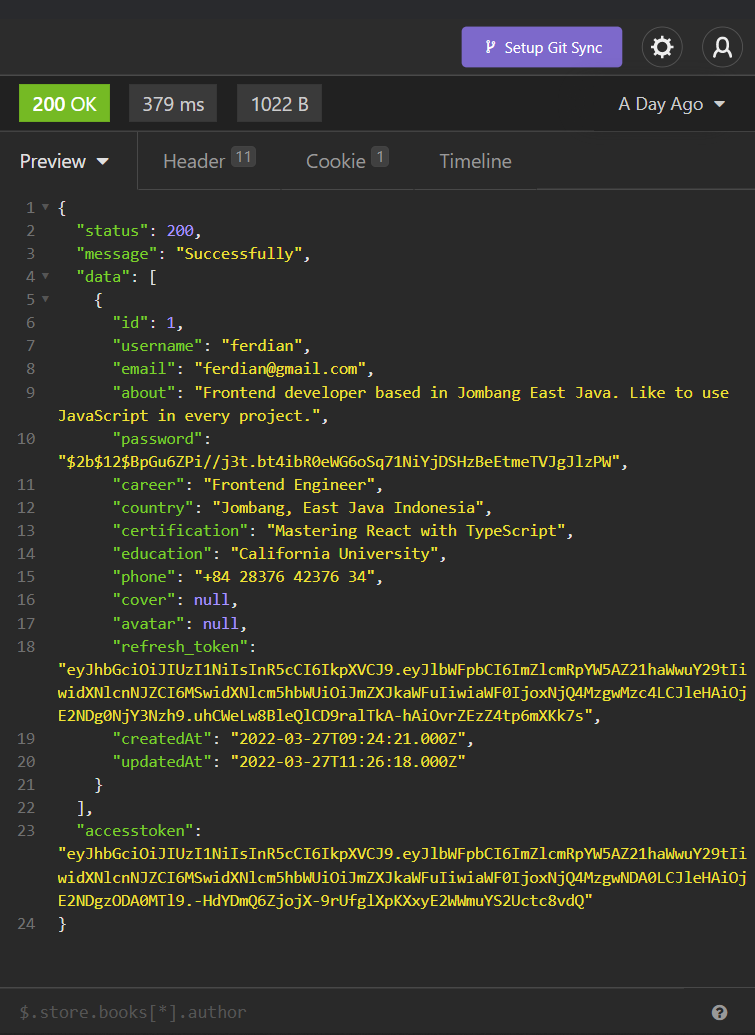 Setup Git Sync
200 OK 379 ms 1022 B A Day Ago
Preview Header 11 Cookie 1 Timeline
1 {
2 "status": 200,
3 "message": "Successfully",
4 "data": [
5 {
6 "id": 1,
7 "username": "ferdian",
8 "email": "ferdian@gmail.com",
9 "about": "Frontend developer based in Jombang East Java. Like to use
JavaScript in every project.",
10 "password":
"$2b$12$BpGu6ZPi//j3t.bt4ibR0eWG6oSq71NiYjDSHzBeEtmeTVJgJlzPW",
11 "career": "Frontend Engineer",
12 "country": "Jombang, East Java Indonesia",
13 "certification": "Mastering React with TypeScript",
14 "education": "California University",
15 "phone": "+84 28376 42376 34",
16 "cover": null,
17 "avatar": null,
18 "refresh_token":
"eyJhbGciOiJIUzI1NiIsInR5cCI6IkpXVCJ9.eyJlbWFpbCI6ImZlcmRpYW5AZ21haWwuY29tIi
widXNlcnNJZCI6MSwidXNlcm5hbWUiOiJmZXJkaWFuIiwiaWF0IjoxNjQ4MzgwMzc4LCJleHAiOj
E2NDg0NjY3Nzh9.uhCWeLw8BleQlCD9ralTkA-hAiOvrZEzZ4tp6mXKk7s",
19 "createdAt": "2022-03-27T09:24:21.000Z",
20 "updatedAt": "2022-03-27T11:26:18.000Z"
21 }
22 ],
23 "accesstoken":
"eyJhbGciOiJIUzI1NiIsInR5cCI6IkpXVCJ9.eyJlbWFpbCI6ImZlcmRpYW5AZ21haWwuY29tIi
widXNlcnNJZCI6MSwidXNlcm5hbWUiOiJmZXJkaWFuIiwiaWF0IjoxNjQ4MzgwNDA0LCJleHAiOj
E2NDgzODA0MTl9.-HdYDmQ6ZjojX-9rUfglXpKXxyE2WWmuYS2Uctc8vdQ"
24 }
$.store.books[*].author